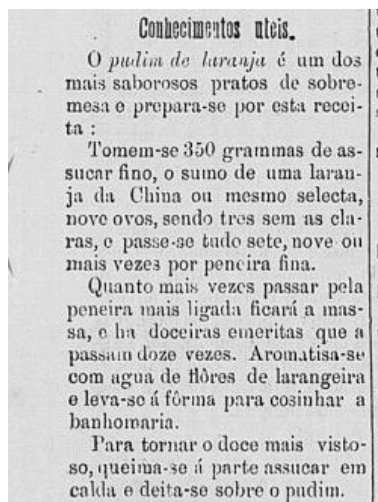 Conhecimentos uteis.
O pudim de laranja é um dos
mais saborosos pratos de sobre-
mesa e prepara-se por esta recei-
ta :
Tomem-se 350 grammas de as-
sucar fino, o sumo de uma laran-
ja da China ou mesmo selecta,
nove ovos, sendo tres sem as cla-
ras, e passe-se tudo sete, nove ou
mais vezes por peneira fina.
Quanto mais vezes passar pela
peneira mais ligada ficará a mas-
sa, e ha doceiras emeritas que a
passam doze vezes. Aromatisa-se
com agua de flôres de larangeira
e leva-se á fôrma para cosinhar a
banhomaria.
Para tornar o doce mais visto-
so, queima-se á parte assucar em
calda e deita-se sobre o pudim.